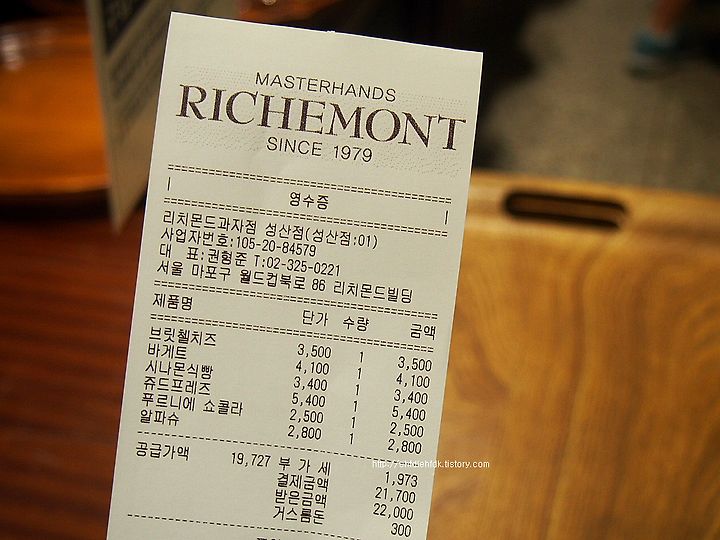 MASTERHANDS
RICHEMONT
SINCE 1979
영수증
리치몬드과자점 성산점(성산점:01)
사업자번호:105-20-84579
대 표:권형준 T:02-325-0221
서울 마포구 월드컵북로 86 리치몬드빌딩
제품명 단가 수량 금액
브릿첼치즈 3,500 1 3,500
바게트 4,100 1 4,100
시나몬식빵 3,400 1 3,400
쥬드프레즈 5,400 1 5,400
푸르니에 쇼콜라 2,500 1 2,500
알파슈 2,800 1 2,800
공급가액 19,727 부 가 세 1,973
결제금액 21,700
받은금액 22,000
거스름돈 300